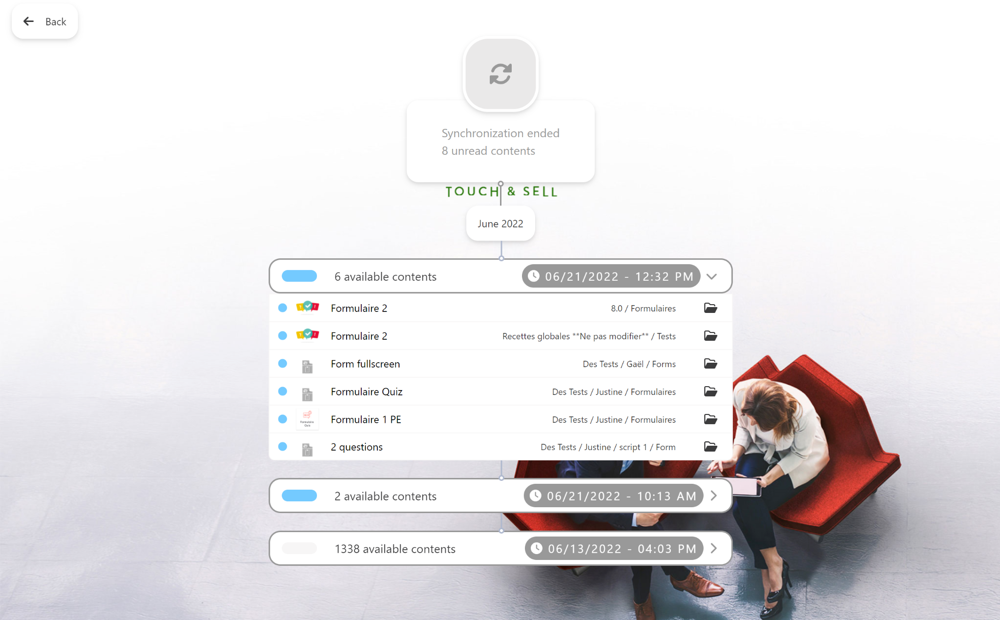 Back
Synchronization ended
8 unread contents
TOUCH & SELL
June 2022
6 available contents 06/21/2022 - 12:32 PM
Formulaire 2 8.0 / Formulaires
Formulaire 2 Recettes globales **Ne pas modifier** / Tests
Form fullscreen Des Tests / Gaël / Forms
Formulaire Quiz Des Tests / Justine / Formulaires
Formulaire
Quiz
Formulaire 1 PE Des Tests / Justine / Formulaires
2 questions Des Tests / Justine / script 1 / Form
2 available contents 06/21/2022 - 10:13 AM
1338 available contents 06/13/2022 - 04:03 PM